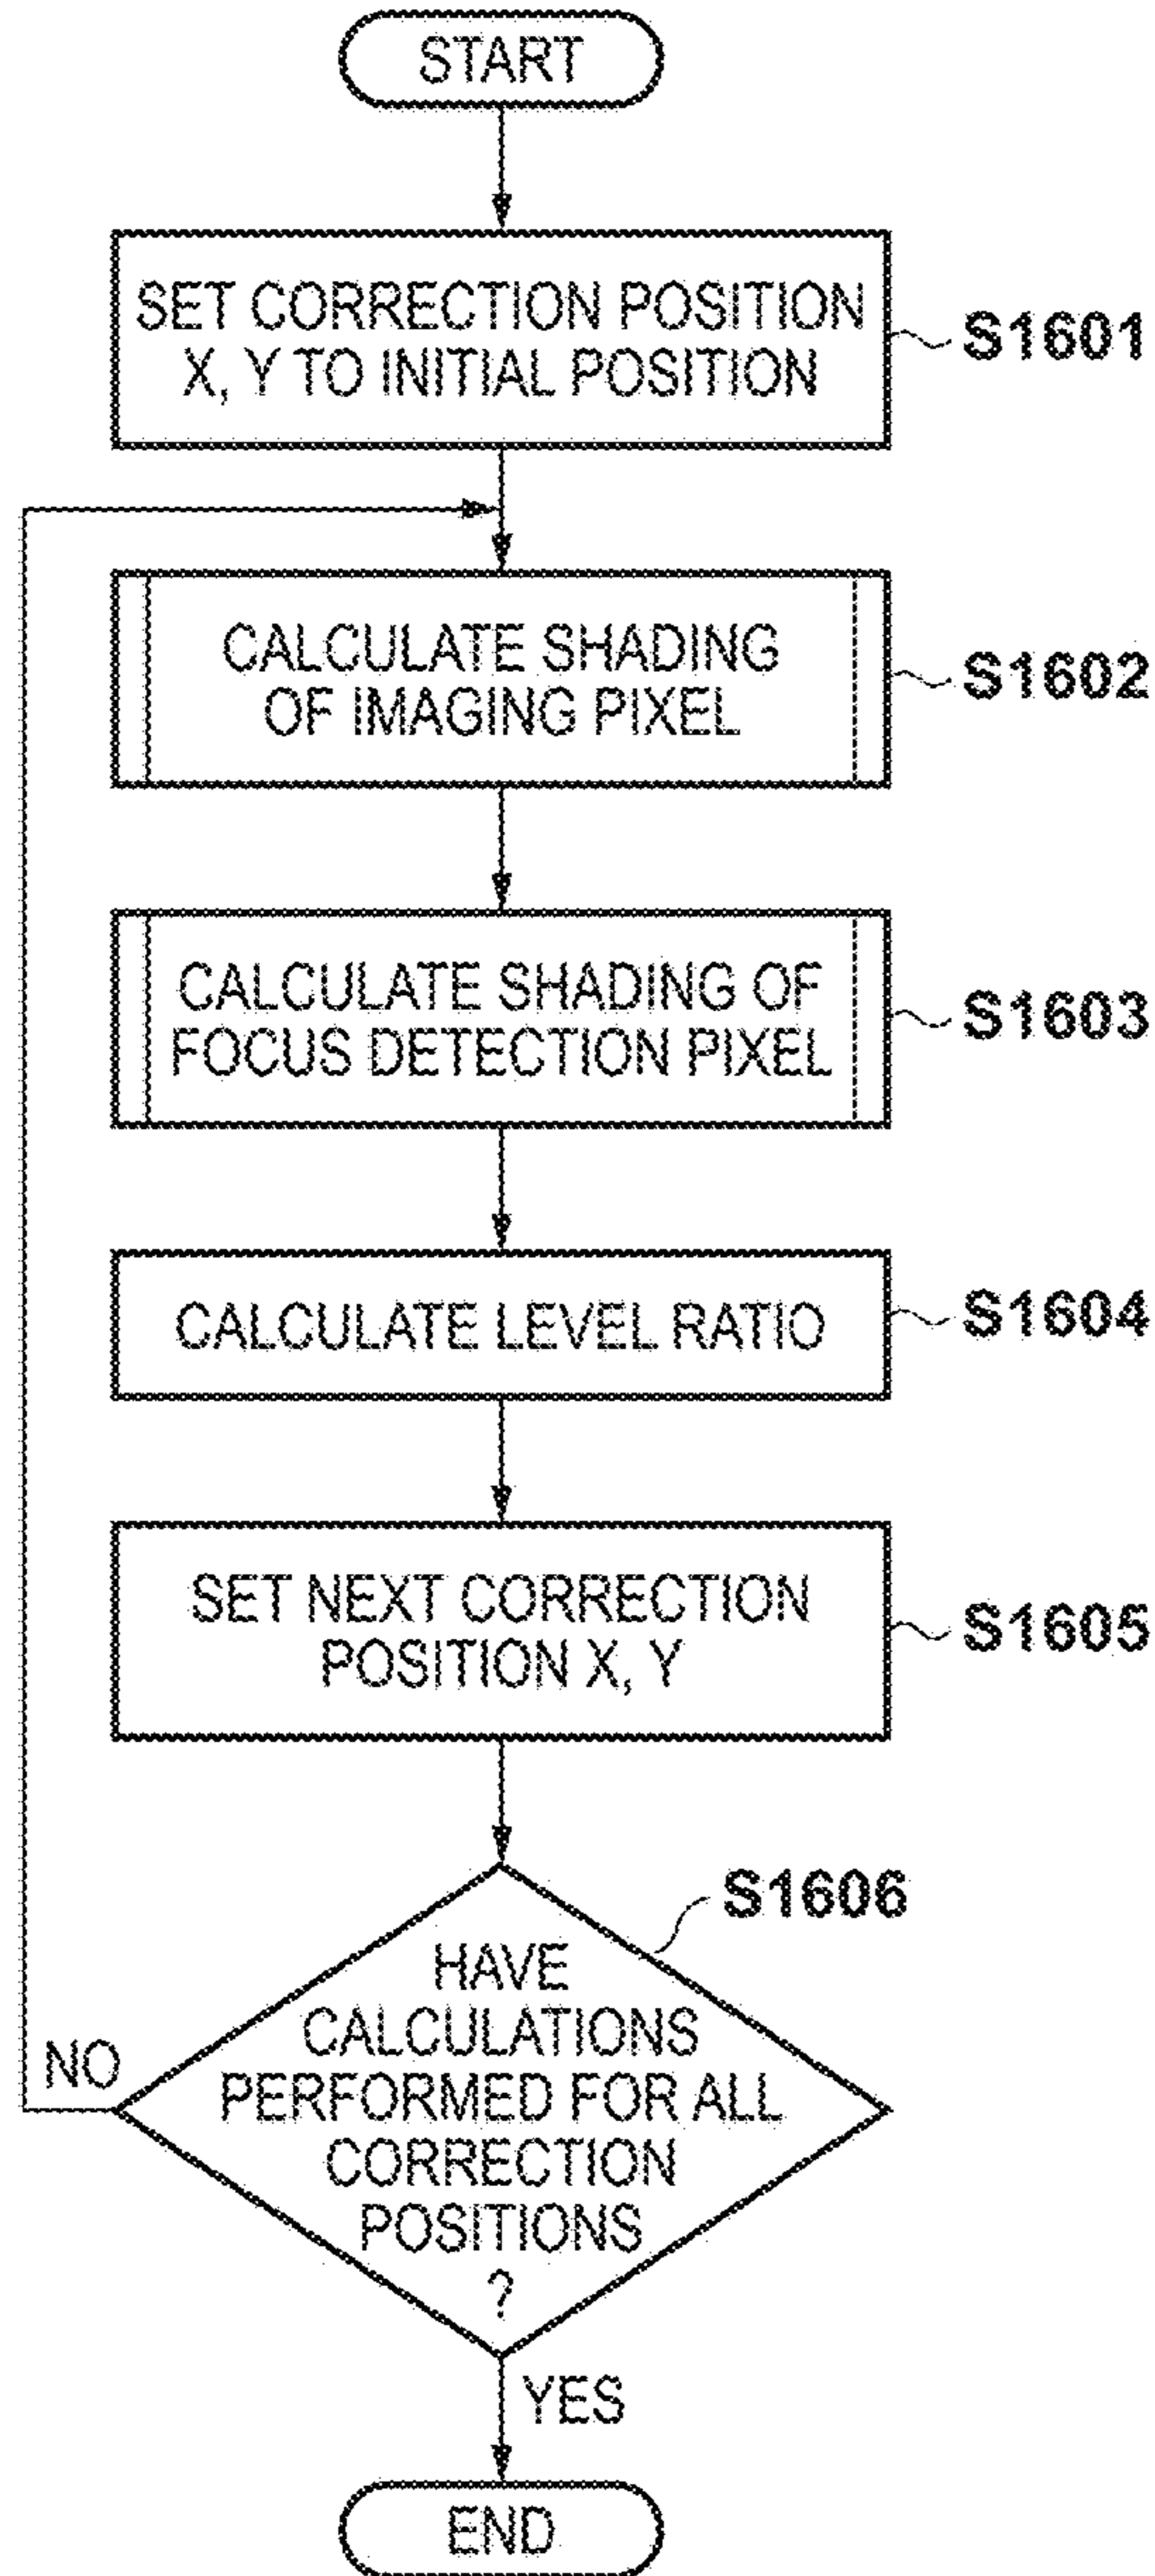 START
SET CORRECTION POSITION
X, Y TO INITIAL POSITION
S1601
CALCULATE SHADING
OF IMAGING PIXEL
S1602
CALCULATE SHADING OF
FOCUS DETECTION PIXEL
S1603
CALCULATE LEVEL RATIO
S1604
SET NEXT CORRECTION
POSITION X, Y
S1605
S1606
HAVE
CALCULATIONS
PERFORMED FOR ALL
CORRECTION
POSITIONS
?
NO
YES
END